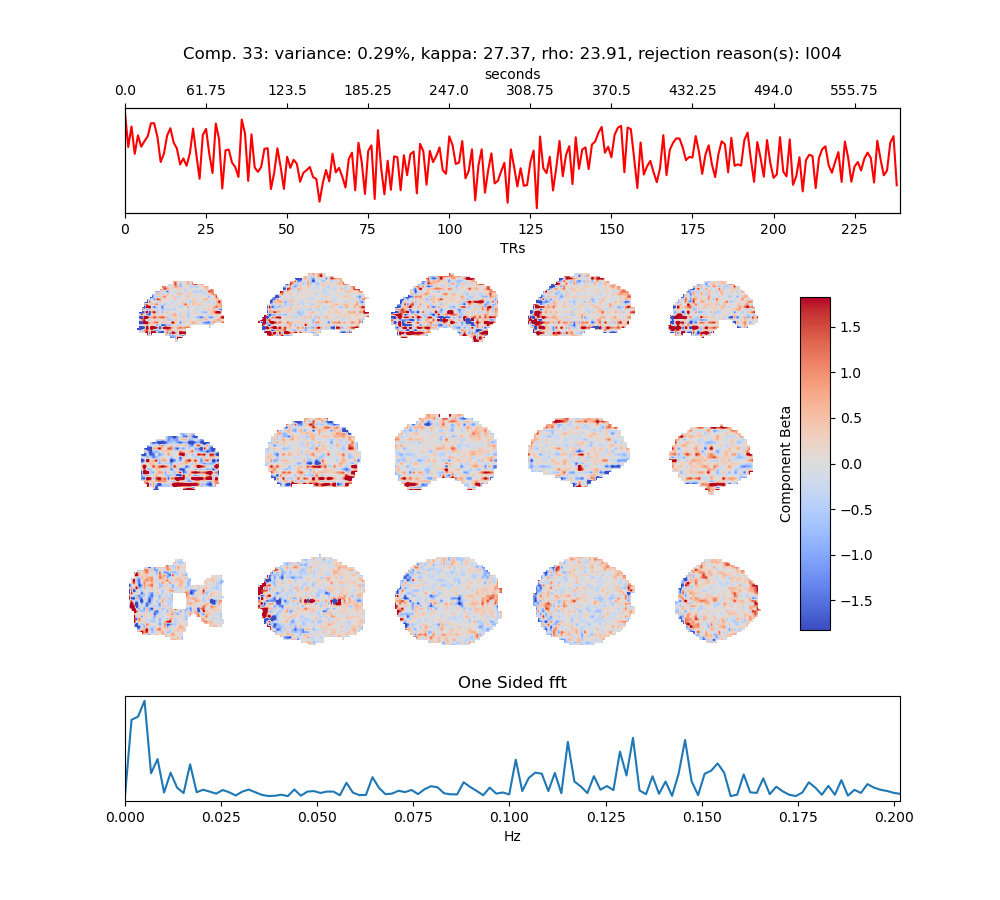 Comp. 33: variance: 0.29%, kappa: 27.37, rho: 23.91, rejection reason(s): I004
seconds
0.0 61.75 123.5 185.25 247.0 308.75 370.5 432.25 494.0 555.75
0 25 50 75 100 125 150 175 200 225
TRs
1.5
1.0
0.5
0.0
−0.5
−1.0
−1.5
Component Beta
One Sided fft
0.000 0.025 0.050 0.075 0.100 0.125 0.150 0.175 0.200
Hz